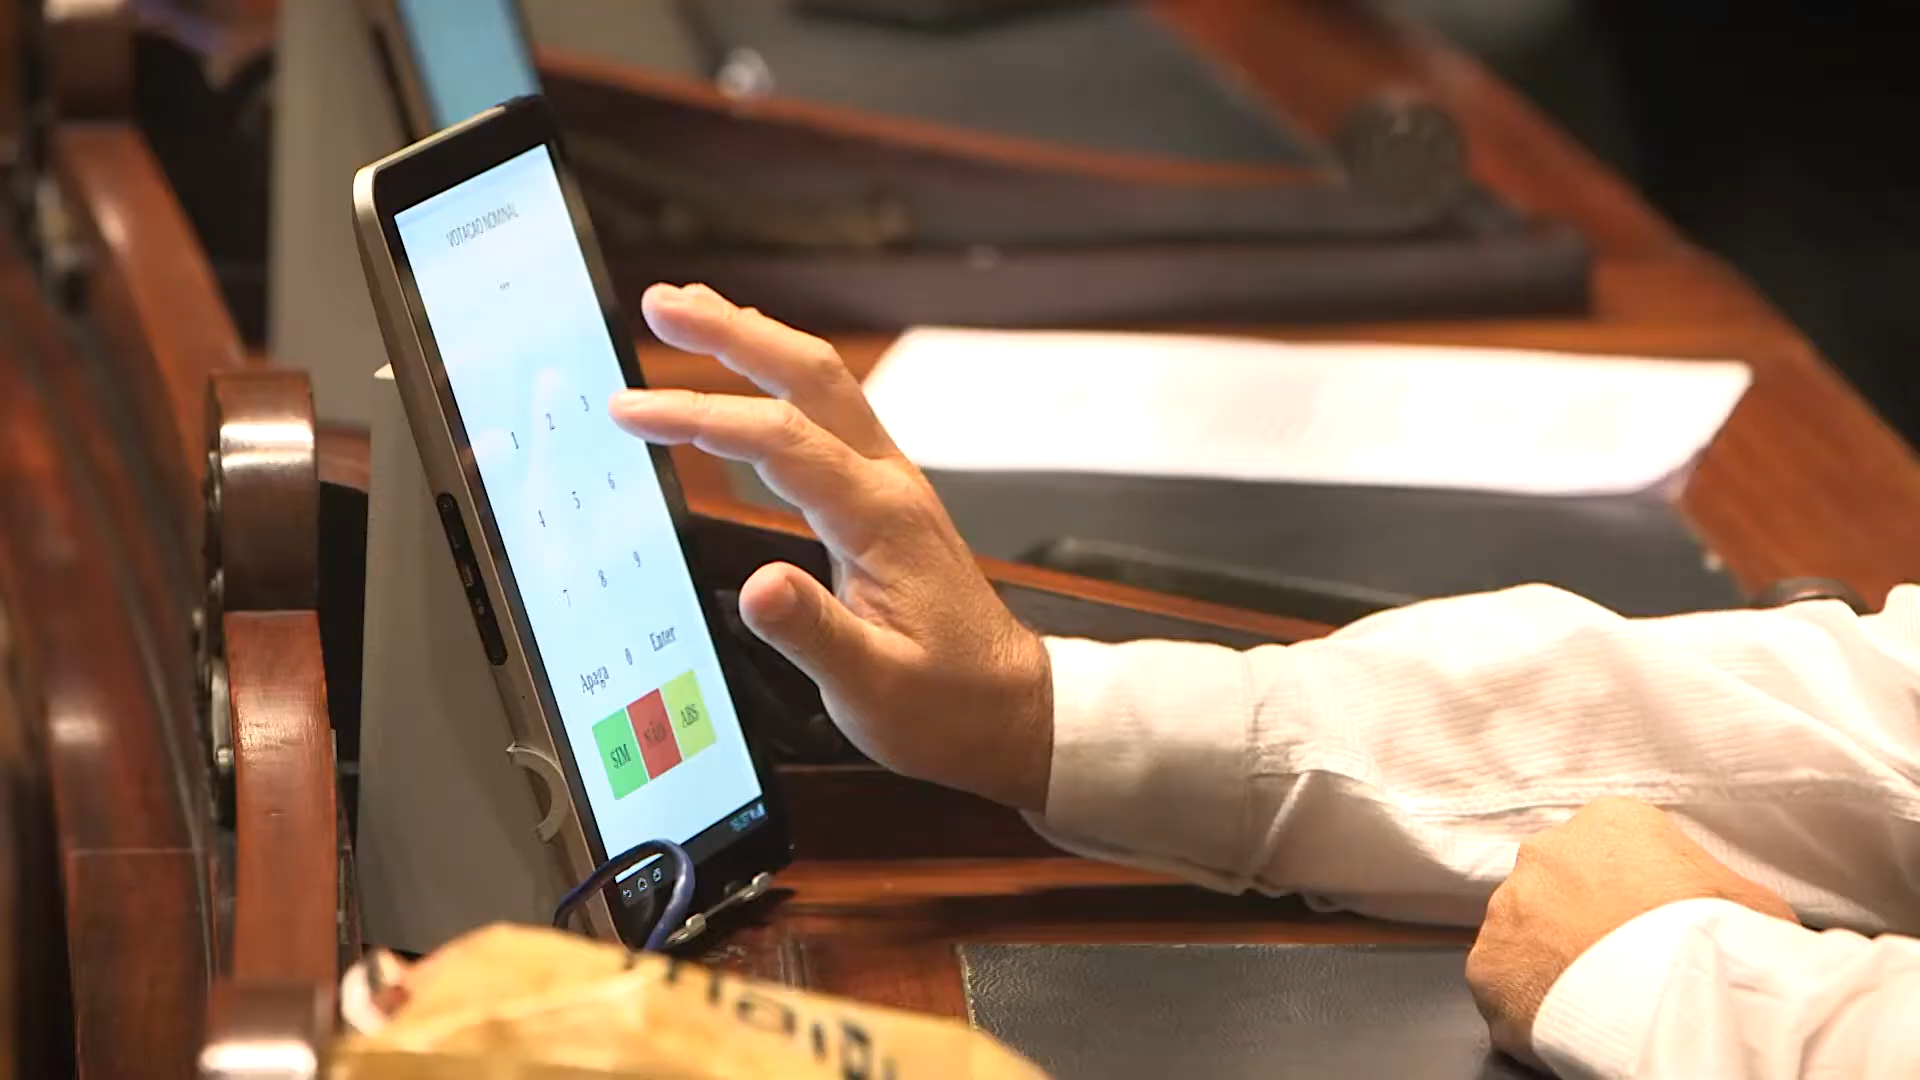 VOTAÇÃO NOMINAL
1 2 3
4 5 6
7 8 9
Apaga 0 Enter
SIM NÃO ABS